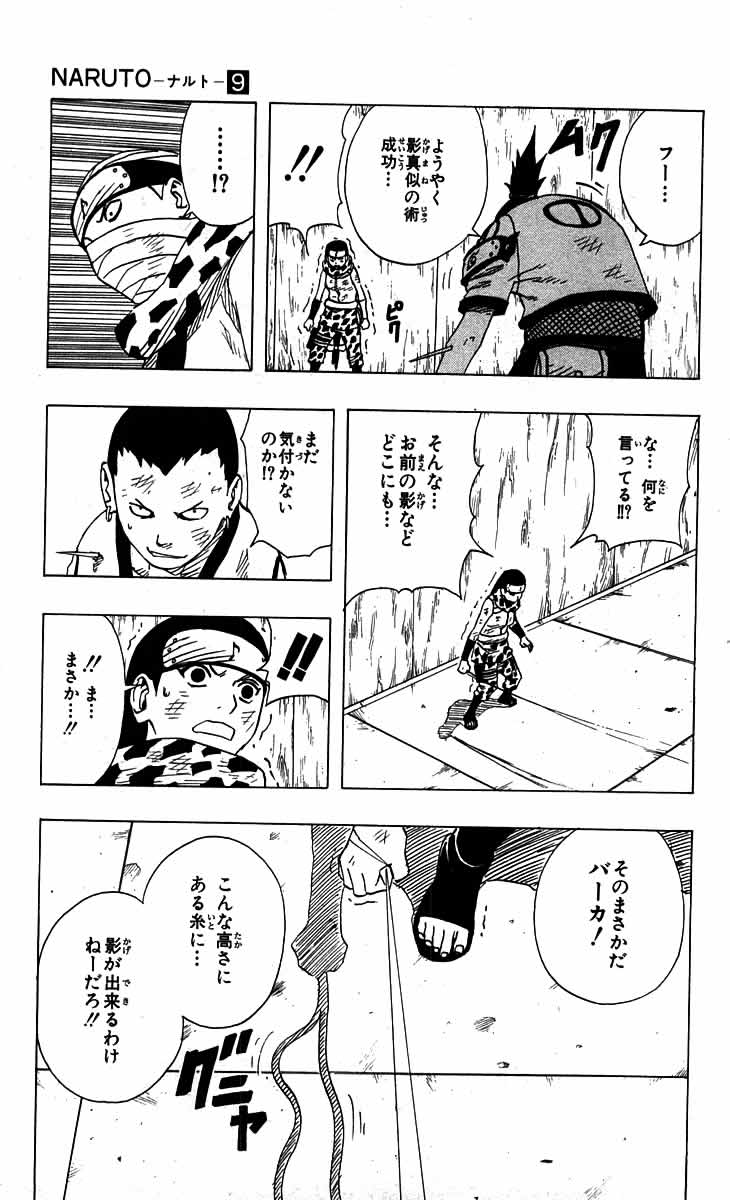 NARUTO—ナルト—9
フー…
ムク
ようやく
影真似の術
成功…
!!
ピク
……
!?
な…何を
言ってる!!?
そんな…
お前の影など
どこにも…
まだ
気付かない
のか!?
!!
!!ま…
まさか…!!
そのまさかだ
バーカ!
こんな高さに
ある糸に…
影が出来るわけ
ねーだろ!!
グニャ